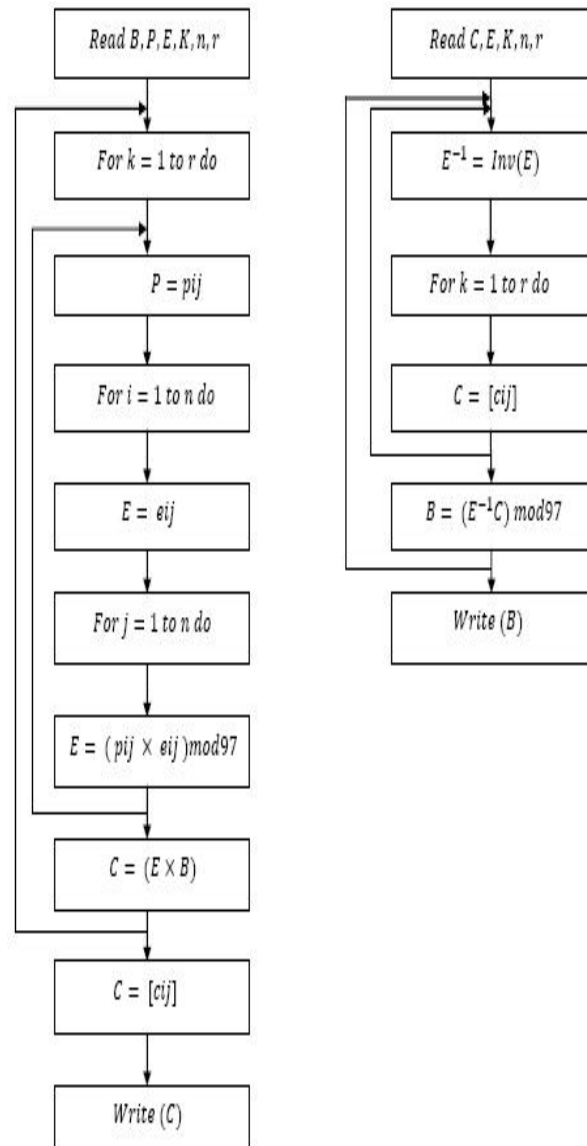 Read B,P,E,K,n,r
For k = 1 to r do
P = pij
For i = 1 to n do
E = eij
For j = 1 to n do
E = ( pij × eij )mod97
C = (E × B)
C = [cij]
Write (C)
Read C,E,K,n,r
E⁻¹ = Inv(E)
For k = 1 to r do
C = [cij]
B = (E⁻¹C) mod97
Write (B)